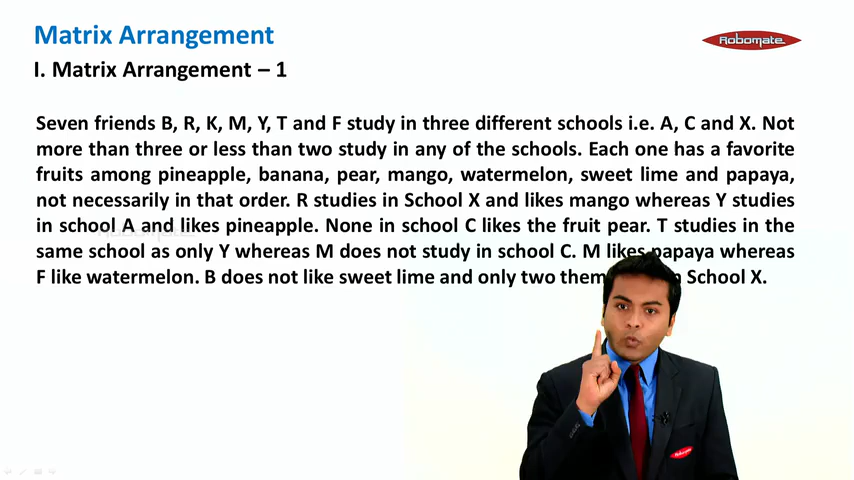 Matrix Arrangement
Robomate
I. Matrix Arrangement – 1
Seven friends B, R, K, M, Y, T and F study in three different schools i.e. A, C and X. Not
more than three or less than two study in any of the schools. Each one has a favorite
fruits among pineapple, banana, pear, mango, watermelon, sweet lime and papaya,
not necessarily in that order. R studies in School X and likes mango whereas Y studies
in school A and likes pineapple. None in school C likes the fruit pear. T studies in the
same school as only Y whereas M does not study in school C. M likes papaya whereas
F like watermelon. B does not like sweet lime and only two them School X.
Robomate